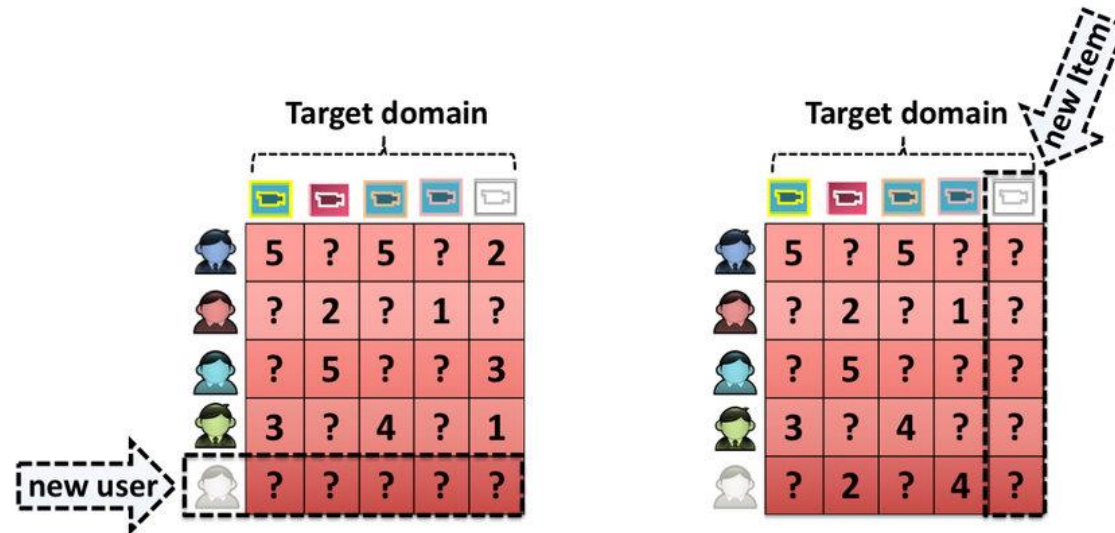 Target domain
5 ? 5 ? 2
? 2 ? 1 ?
? 5 ? ? 3
3 ? 4 ? 1
? ? ? ? ?
new user
new Item
Target domain
5 ? 5 ? ?
? 2 ? 1 ?
? 5 ? ? ?
3 ? 4 ? ?
? 2 ? 4 ?